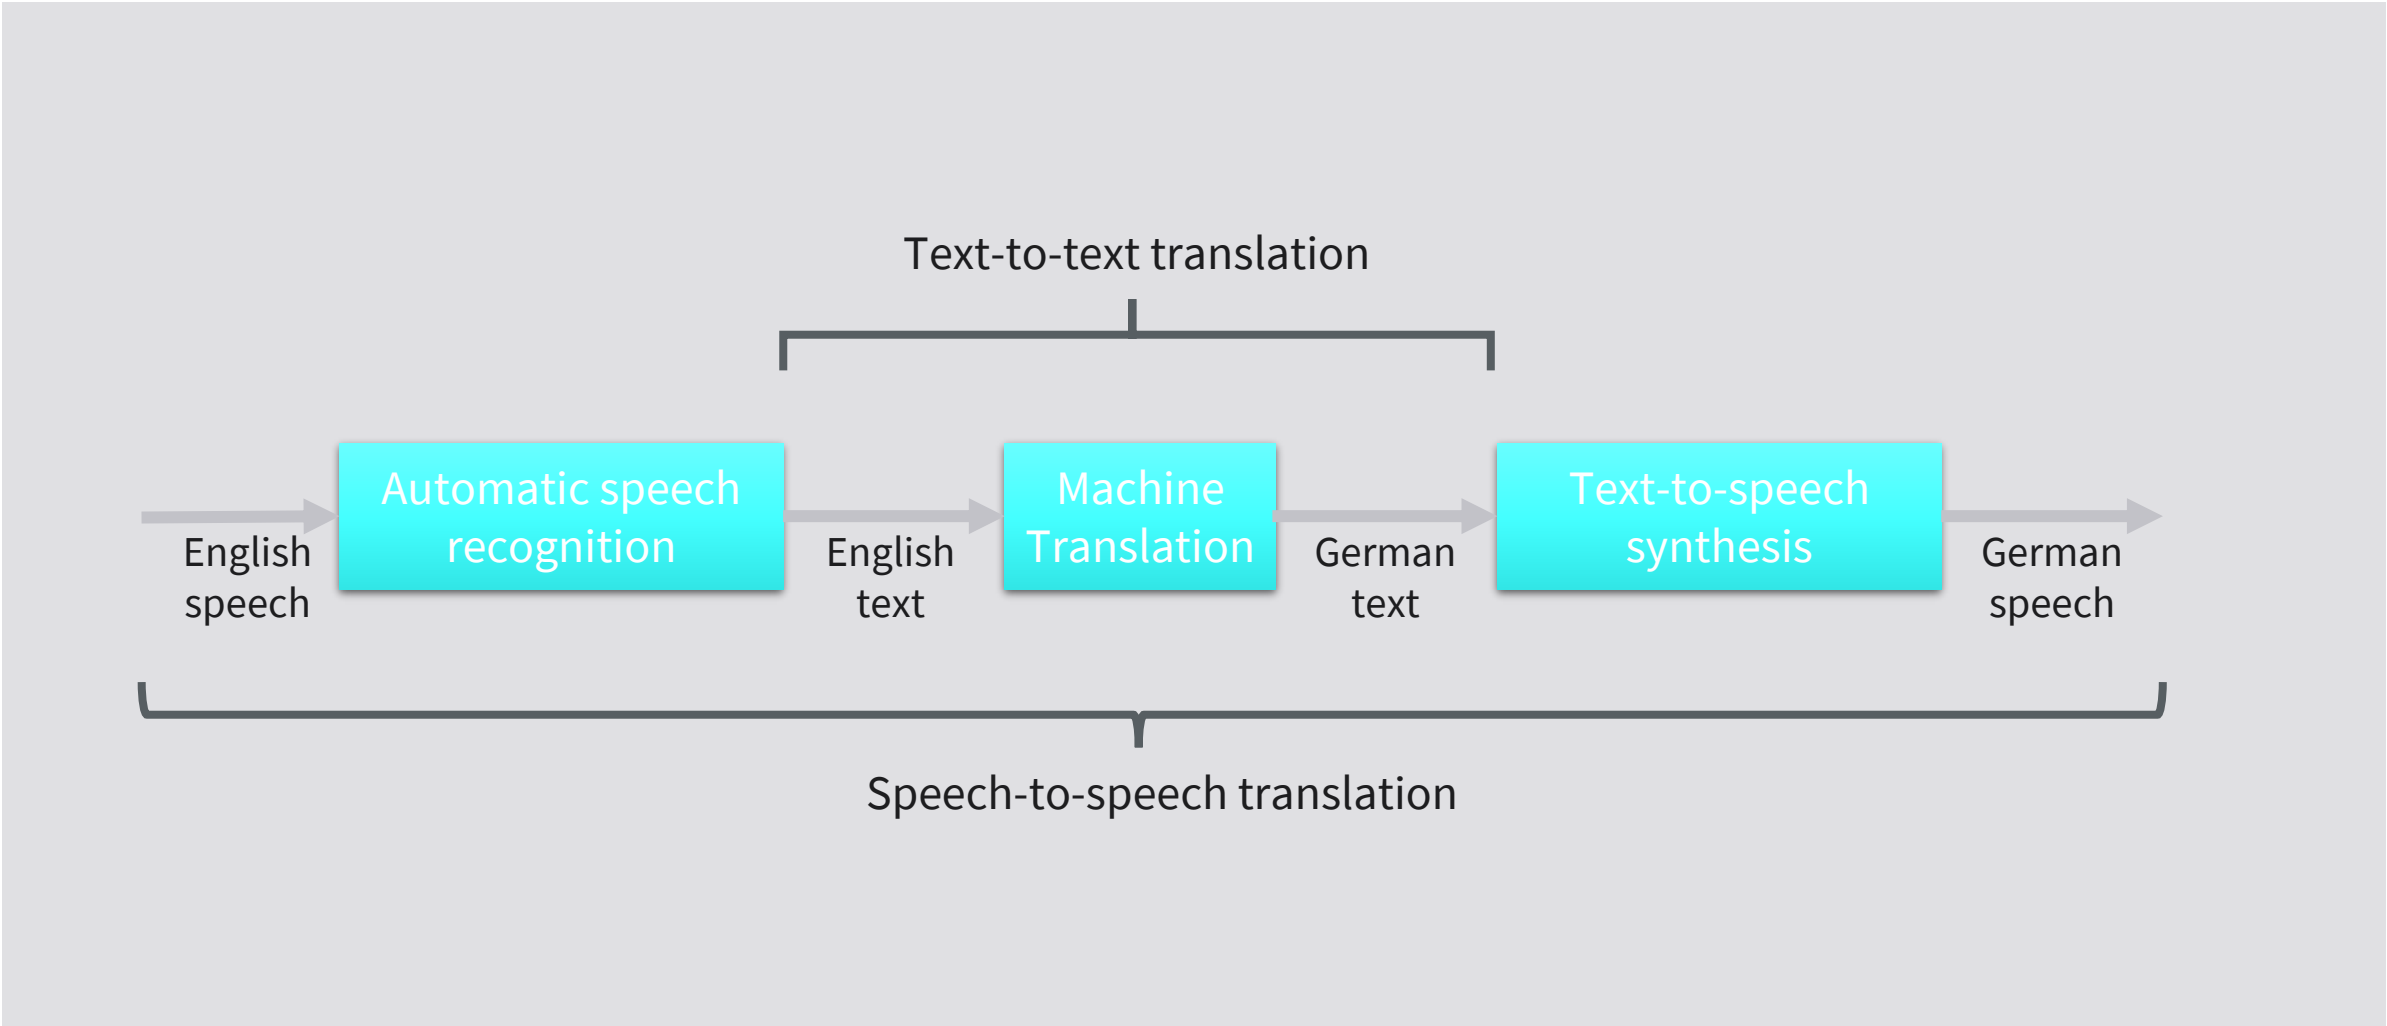 Text-to-text translation
Automatic speech
recognition
Machine
Translation
Text-to-speech
synthesis
English
speech
English
text
German
text
German
speech
Speech-to-speech translation